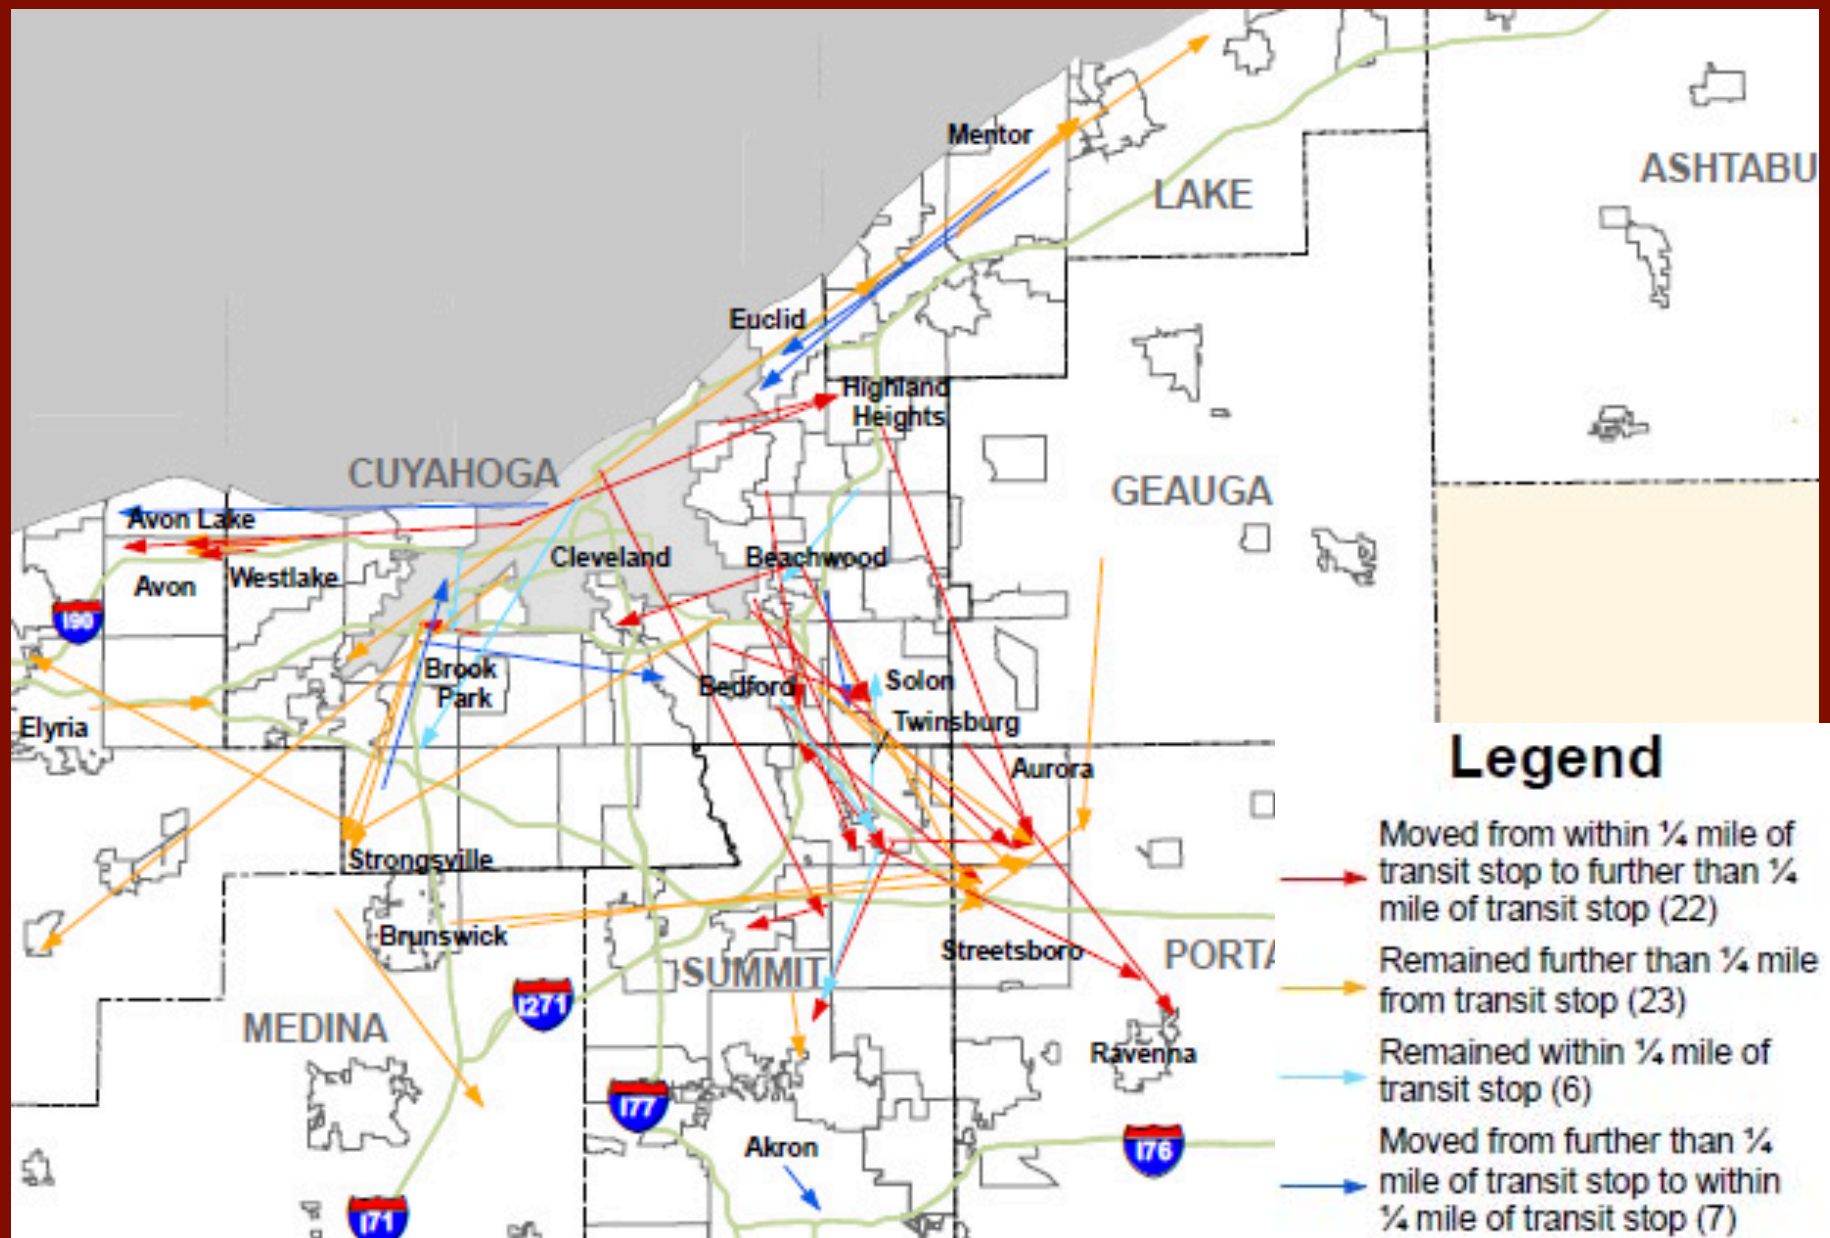 Mentor
LAKE
ASHTABU
Euclid
Highland
Heights
CUYAHOGA
GEAUGA
Avon Lake
Cleveland
Beachwood
Avon
Westlake
I90
Brook
Park
Bedford
Solon
Elyria
Twinsburg
Aurora
Strongsville
Brunswick
Streetsboro
PORTA
SUMMIT
I271
MEDINA
Ravenna
I77
Akron
I76
I71
Legend
Moved from within ¼ mile of
transit stop to further than ¼
mile of transit stop (22)
Remained further than ¼ mile
from transit stop (23)
Remained within ¼ mile of
transit stop (6)
Moved from further than ¼
mile of transit stop to within
¼ mile of transit stop (7)